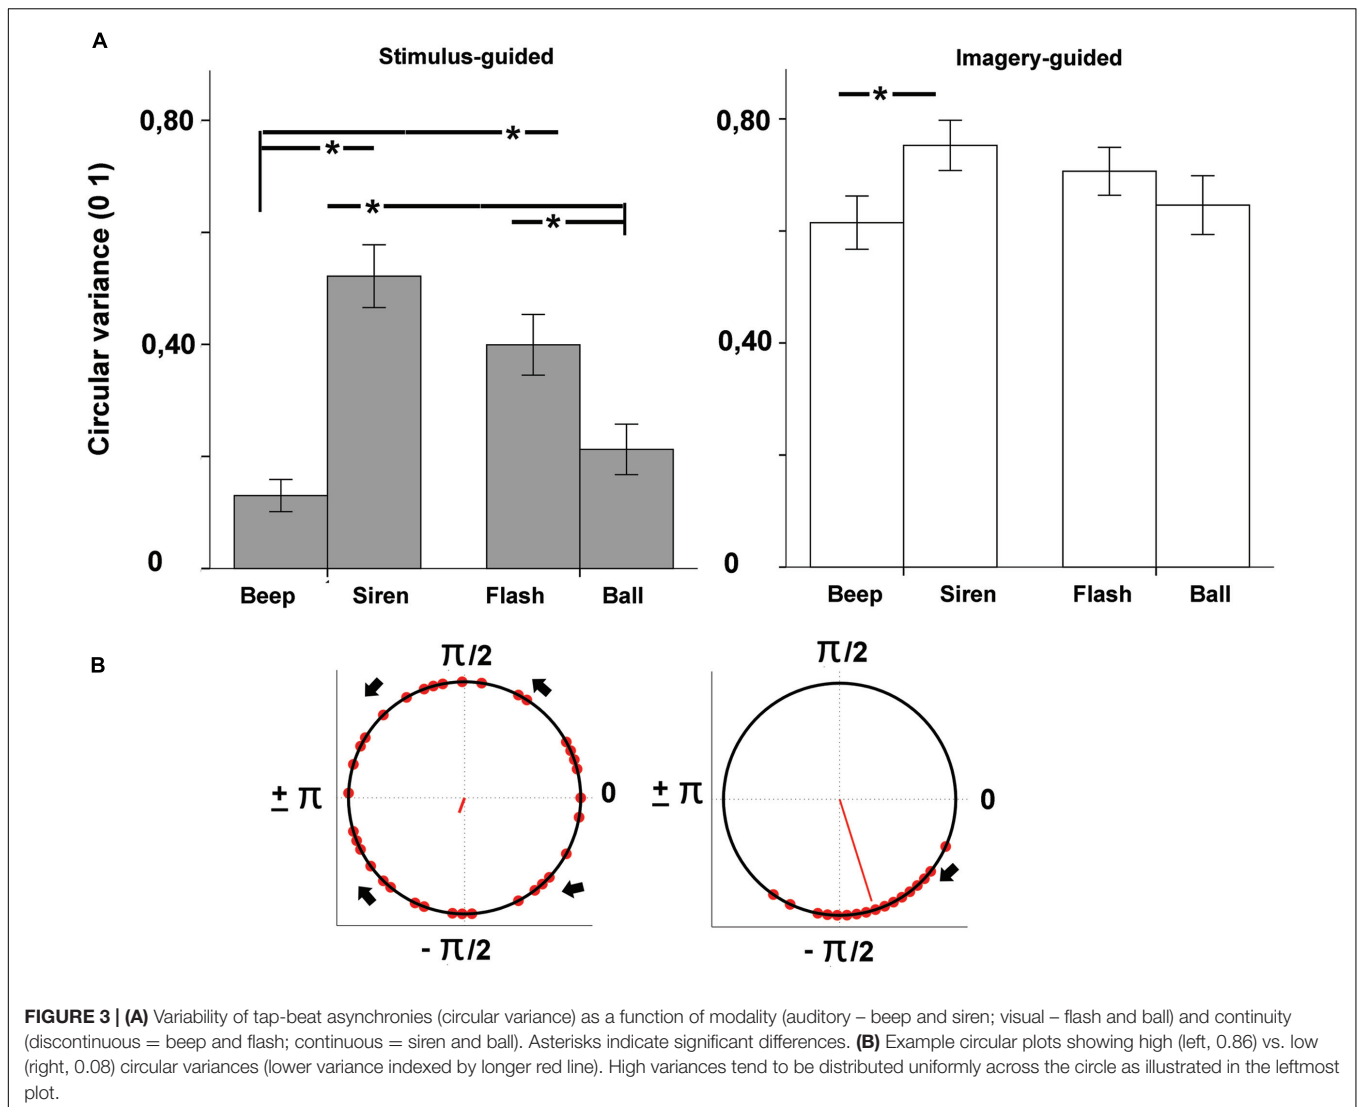 A
Stimulus-guided
Imagery-guided
Circular variance (0 1)
0,80
0,40
0
*
*
*
*
Beep Siren Flash Ball
0,80
0,40
0
*
Beep Siren Flash Ball
B
π/2
± π
0
- π/2
π/2
± π
0
- π/2
FIGURE 3 | (A) Variability of tap-beat asynchronies (circular variance) as a function of modality (auditory – beep and siren; visual – flash and ball) and continuity
(discontinuous = beep and flash; continuous = siren and ball). Asterisks indicate significant differences. (B) Example circular plots showing high (left, 0.86) vs. low
(right, 0.08) circular variances (lower variance indexed by longer red line). High variances tend to be distributed uniformly across the circle as illustrated in the leftmost
plot.